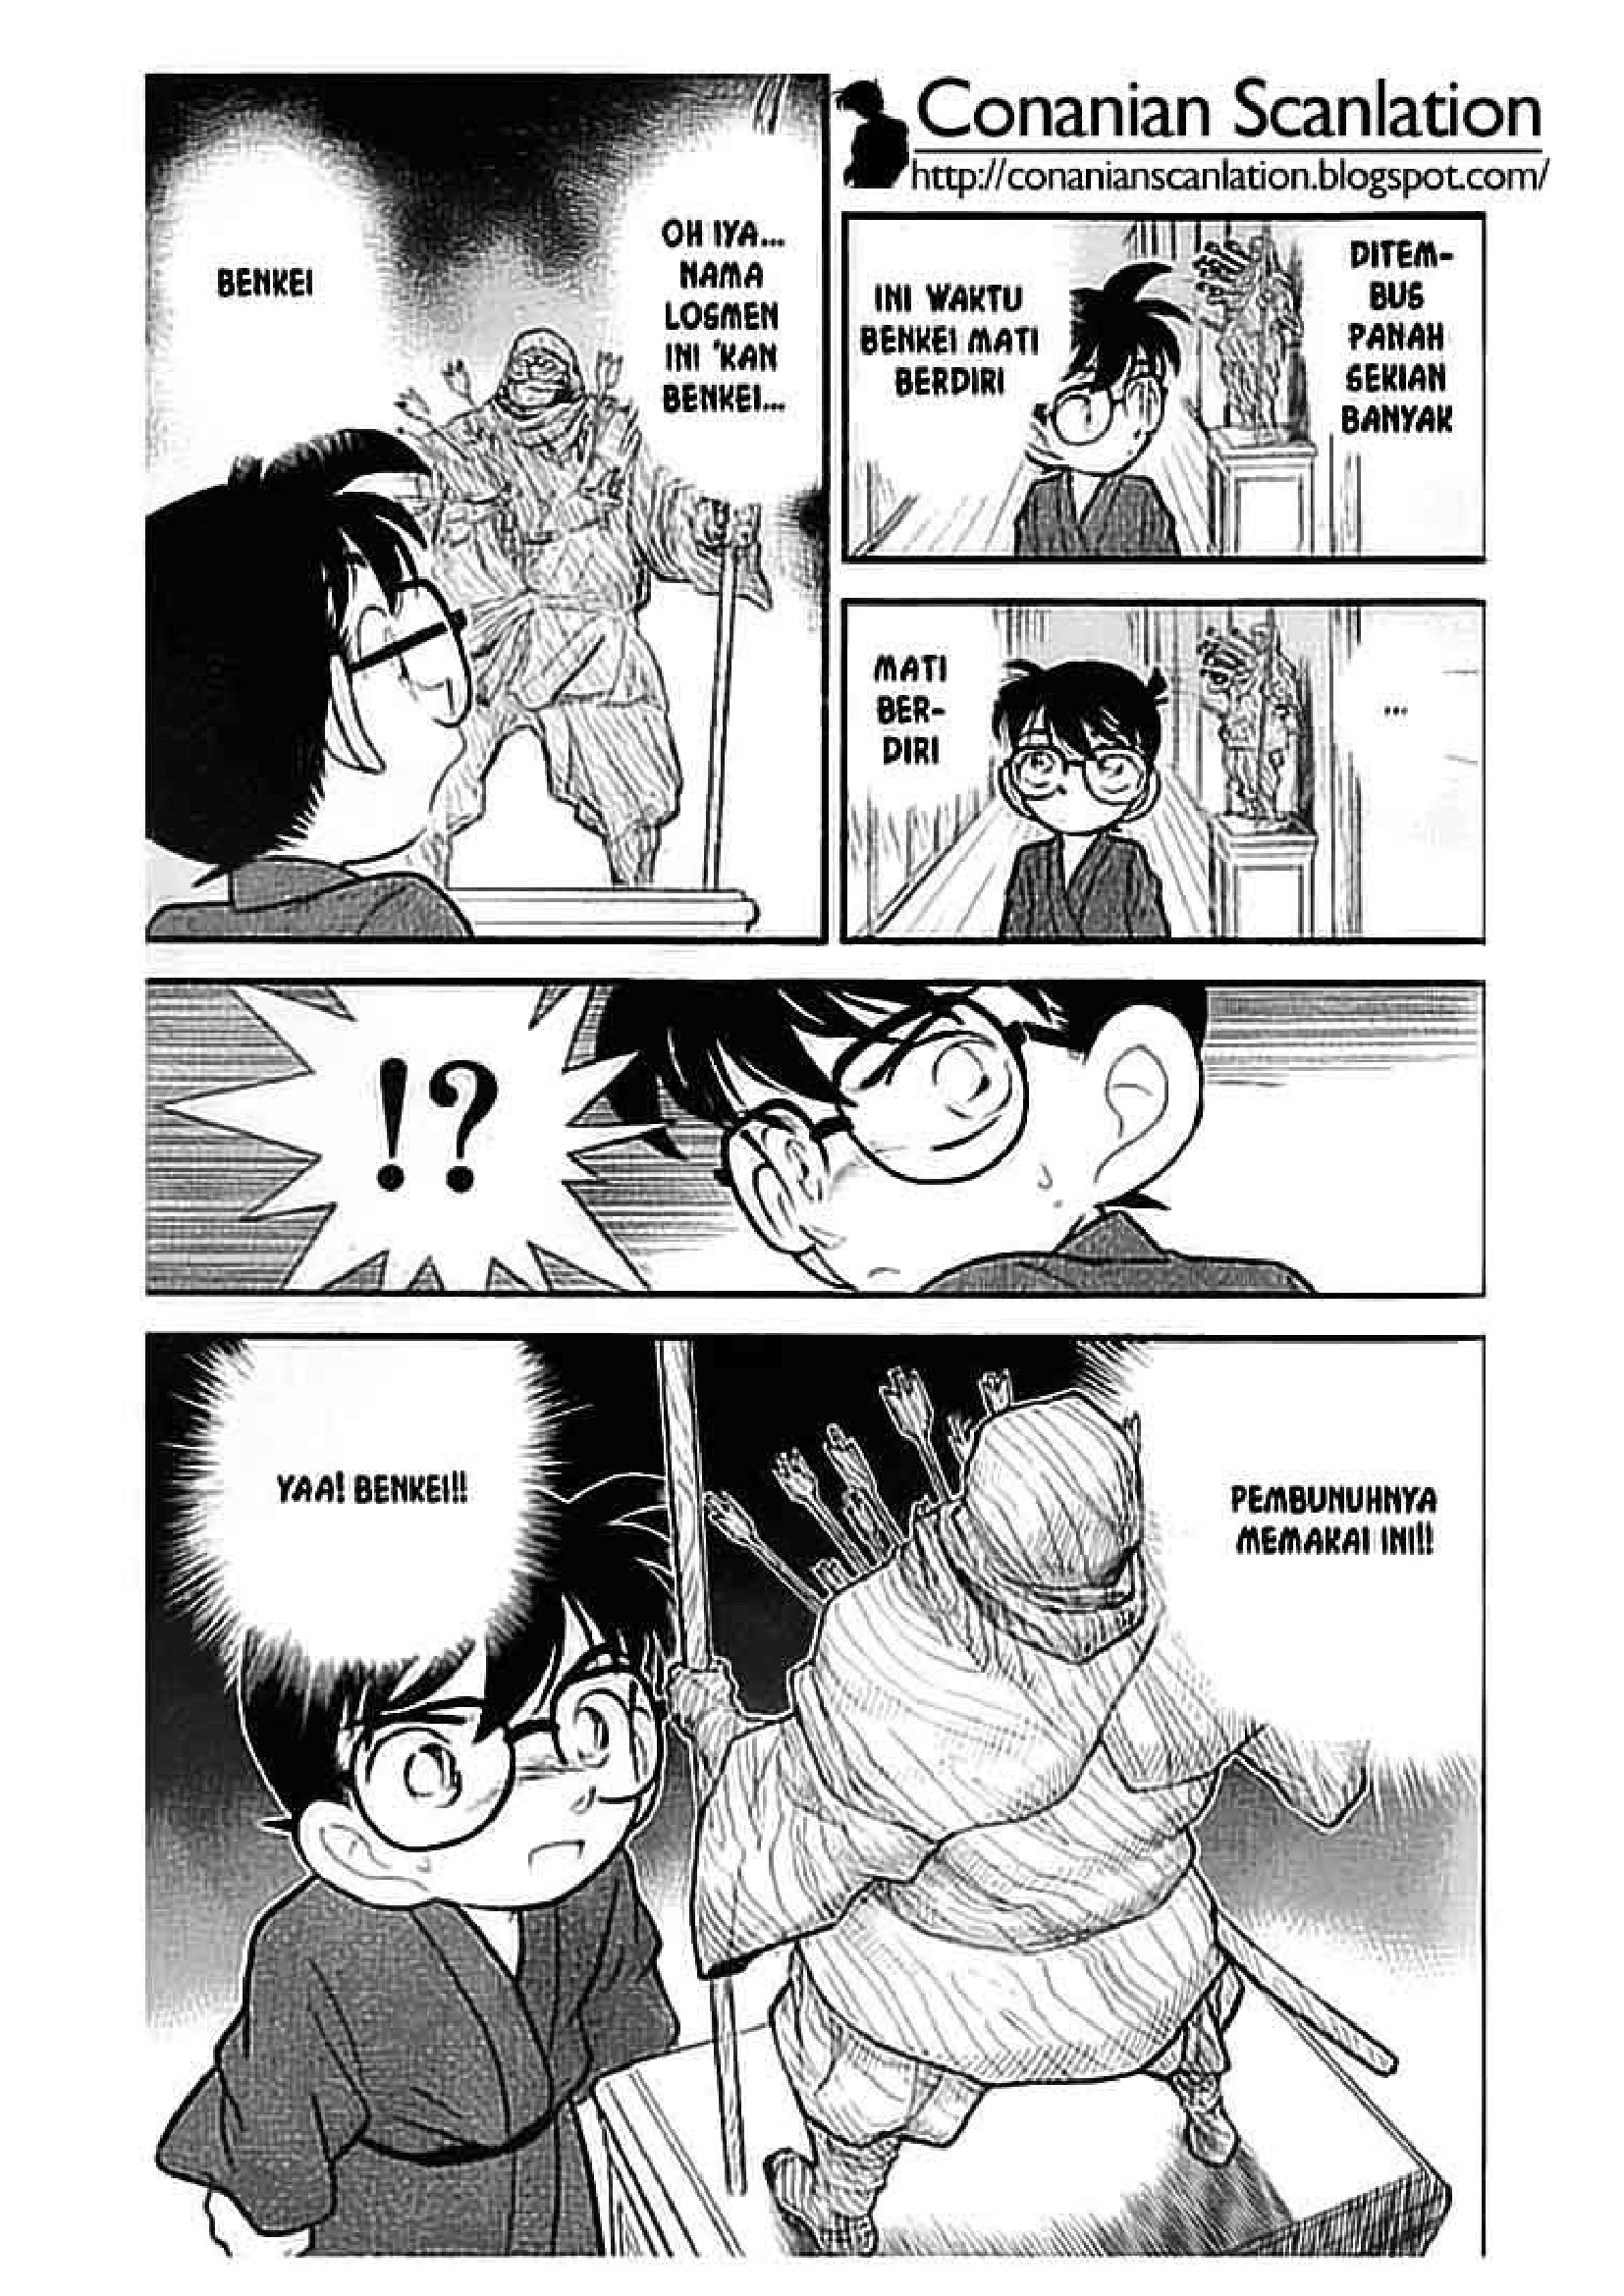 Conanian Scanlation
http://conanianscanlation.blogspot.com/
DITEM-
BUS
PANAH
SEKIAN
BANYAK
INI WAKTU
BENKEI MATI
BERDIRI
...
MATI
BER-
DIRI
OH IYA...
NAMA
LOSMEN
INI 'KAN
BENKEI...
BENKEI
!?
PEMBUNUHNYA
MEMAKAI INI!!
YAA! BENKEI!!